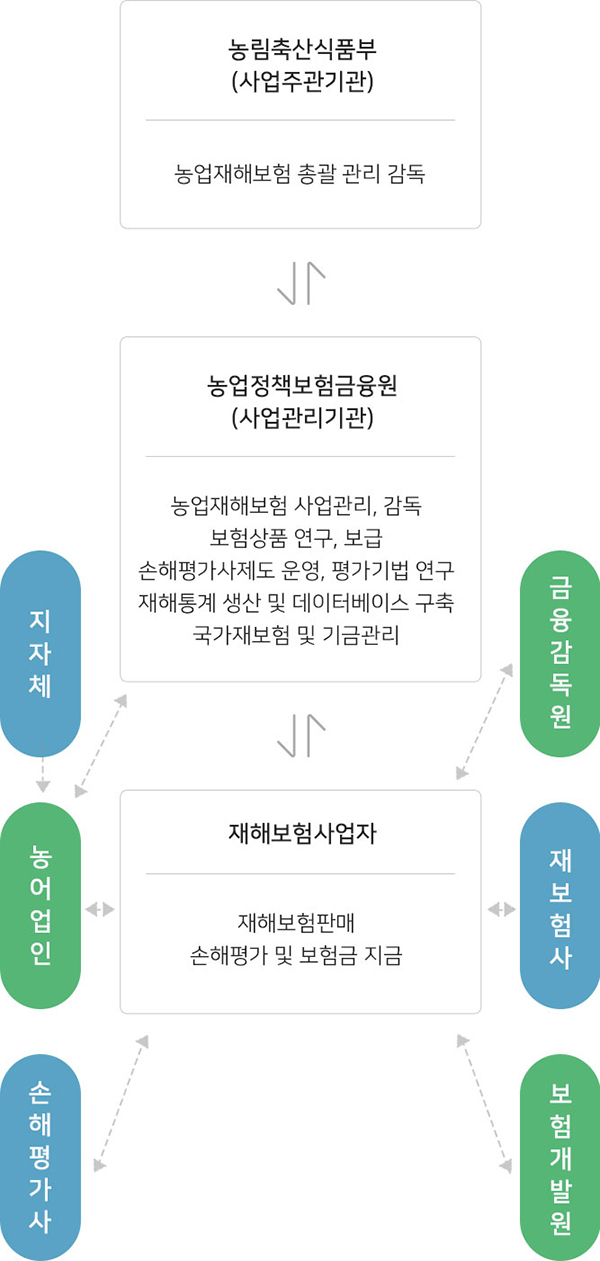 농림축산식품부
(사업주관기관)
농업재해보험 총괄 관리 감독
농업정책보험금융원
(사업관리기관)
농업재해보험 사업관리, 감독
보험상품 연구, 보급
손해평가사제도 운영, 평가기법 연구
재해통계 생산 및 데이터베이스 구축
국가재보험 및 기금관리
지자체
금융감독원
농어업인
재해보험사업자
재해보험판매
손해평가 및 보험금 지금
재보험사
손해평가사
보험개발원